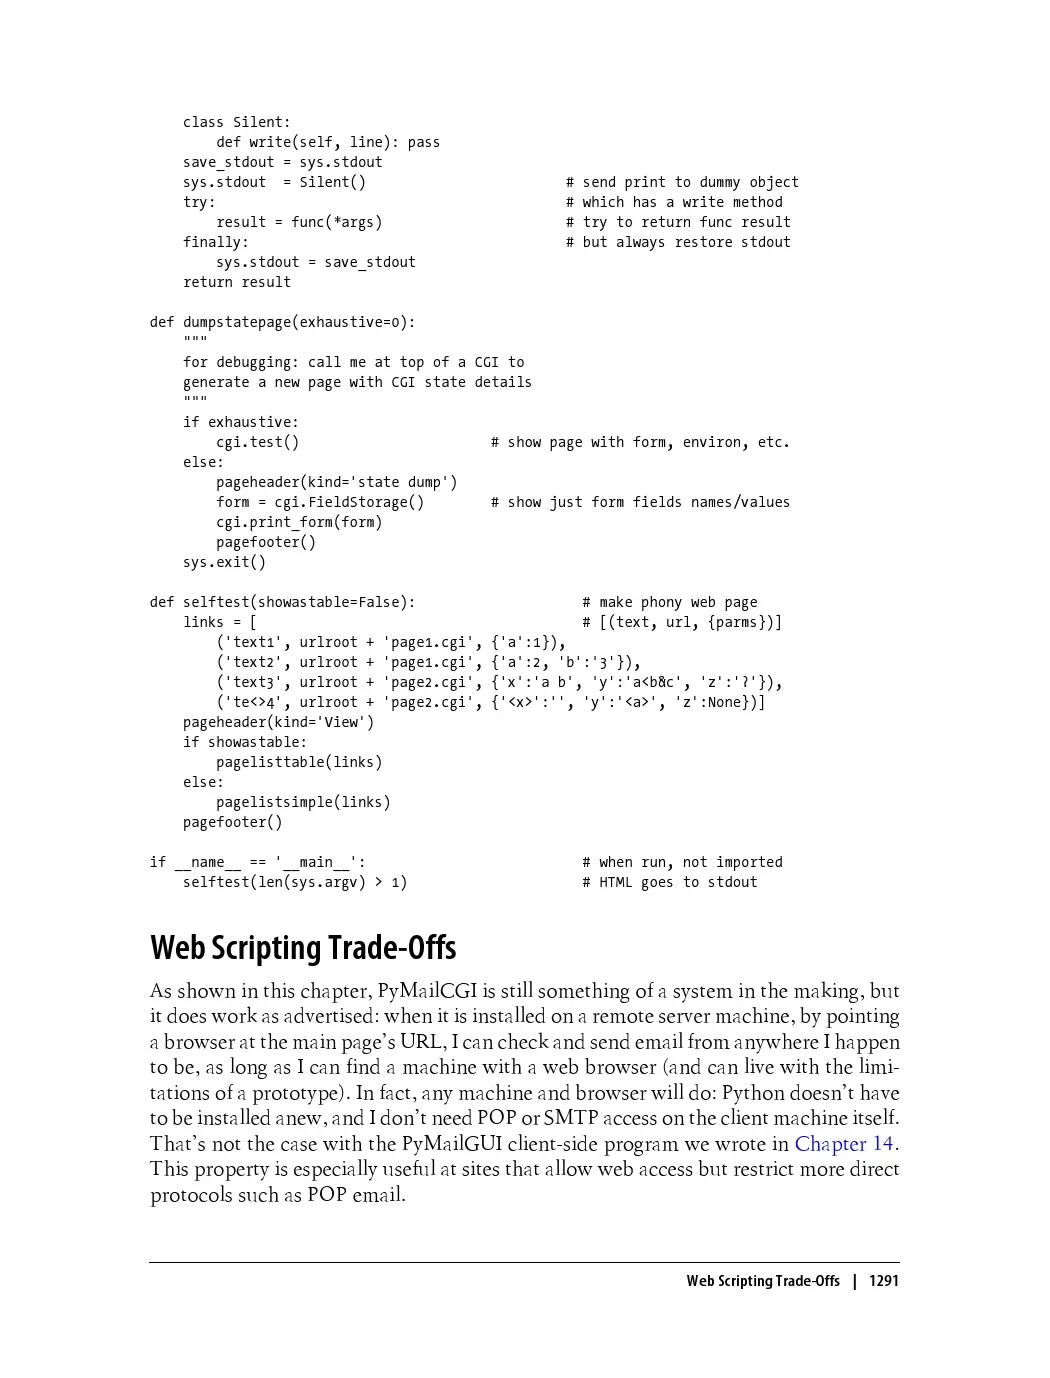 class Silent:
        def write(self, line): pass
    save_stdout = sys.stdout
    sys.stdout  = Silent()                        # send print to dummy object
    try:                                          # which has a write method
        result = func(*args)                      # try to return func result
    finally:                                      # but always restore stdout
        sys.stdout = save_stdout
    return result

def dumpstatepage(exhaustive=0):
    """
    for debugging: call me at top of a CGI to
    generate a new page with CGI state details
    """
    if exhaustive:
        cgi.test()                       # show page with form, environ, etc.
    else:
        pageheader(kind='state dump')
        form = cgi.FieldStorage()        # show just form fields names/values
        cgi.print_form(form)
        pagefooter()
    sys.exit()

def selftest(showastable=False):                    # make phony web page
    links = [                                       # [(text, url, {parms})]
        ('text1', urlroot + 'page1.cgi', {'a':1}),
        ('text2', urlroot + 'page1.cgi', {'a':2, 'b':'3'}),
        ('text3', urlroot + 'page2.cgi', {'x':'a b', 'y':'a<b&c', 'z':'?'}),
        ('te<>4', urlroot + 'page2.cgi', {'<x>':'', 'y':'<a>', 'z':None})]
    pageheader(kind='View')
    if showastable:
        pagelisttable(links)
    else:
        pagelistsimple(links)
    pagefooter()

if __name__ == '__main__':                          # when run, not imported
    selftest(len(sys.argv) > 1)                     # HTML goes to stdout

Web Scripting Trade-Offs
As shown in this chapter, PyMailCGI is still something of a system in the making, but
it does work as advertised: when it is installed on a remote server machine, by pointing
a browser at the main page’s URL, I can check and send email from anywhere I happen
to be, as long as I can find a machine with a web browser (and can live with the limi-
tations of a prototype). In fact, any machine and browser will do: Python doesn’t have
to be installed anew, and I don’t need POP or SMTP access on the client machine itself.
That’s not the case with the PyMailGUI client-side program we wrote in Chapter 14.
This property is especially useful at sites that allow web access but restrict more direct
protocols such as POP email.

Web Scripting Trade-Offs | 1291